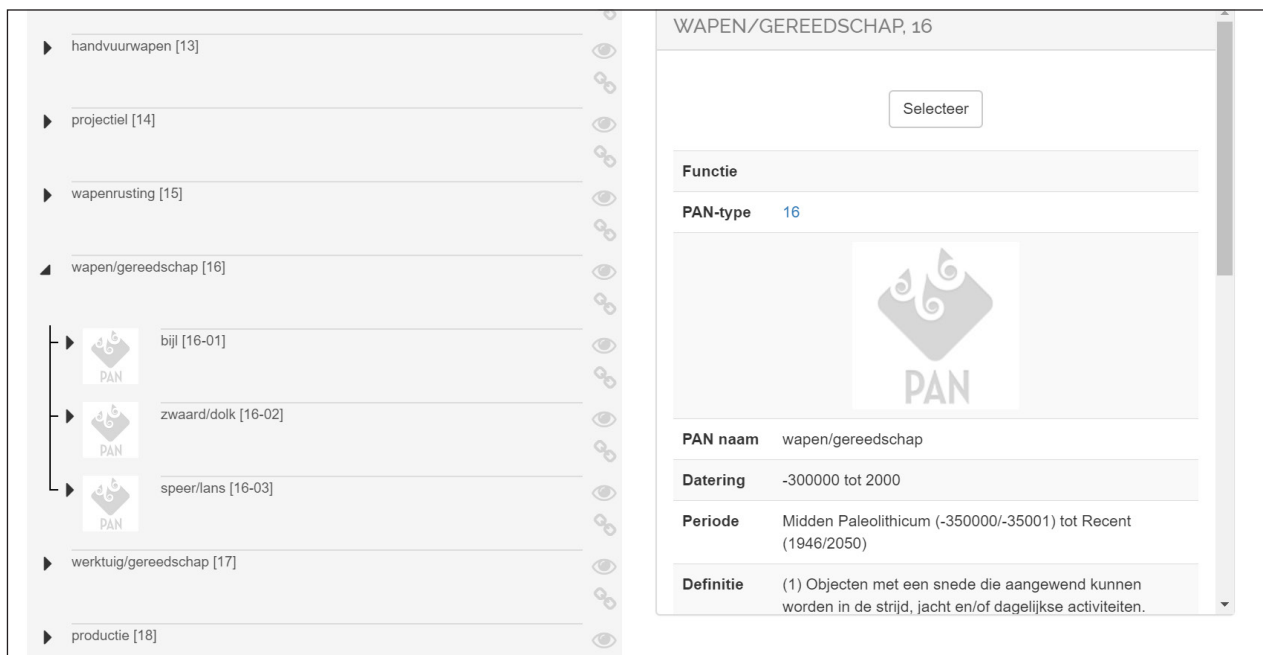 handvuurwapen [13]
projectiel [14]
wapenrusting [15]
wapen/gereedschap [16]
PAN
bijl [16-01]
PAN
zwaard/dolk [16-02]
PAN
speer/lans [16-03]
werktuig/gereedschap [17]
productie [18]
WAPEN/GEREEDSCHAP, 16
Selecteer
Functie
PAN-type 16
PAN
PAN naam wapen/gereedschap
Datering -300000 tot 2000
Periode Midden Paleolithicum (-350000/-35001) tot Recent
(1946/2050)
Definitie (1) Objecten met een snede die aangewend kunnen
worden in de strijd, jacht en/of dagelijkse activiteiten.